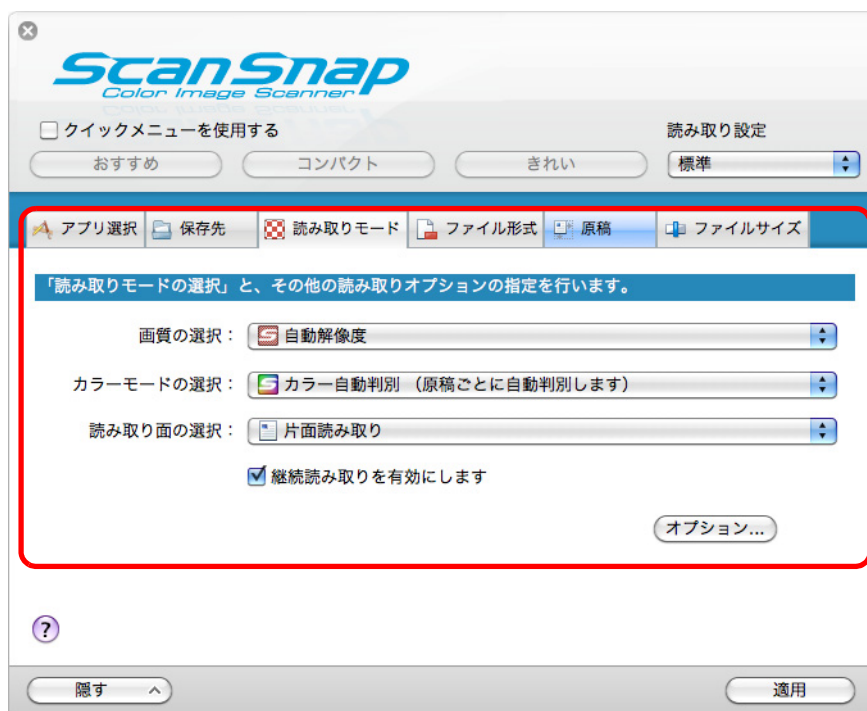 ScanSnap
Color Image Scanner
クイックメニューを使用する
読み取り設定
おすすめ コンパクト きれい 標準
アプリ選択 保存先 読み取りモード ファイル形式 原稿 ファイルサイズ
「読み取りモードの選択」と、その他の読み取りオプションの指定を行います。
画質の選択： 自動解像度
カラーモードの選択： カラー自動判別 （原稿ごとに自動判別します）
読み取り面の選択： 片面読み取り
継続読み取りを有効にします
オプション...
?
隠す 適用